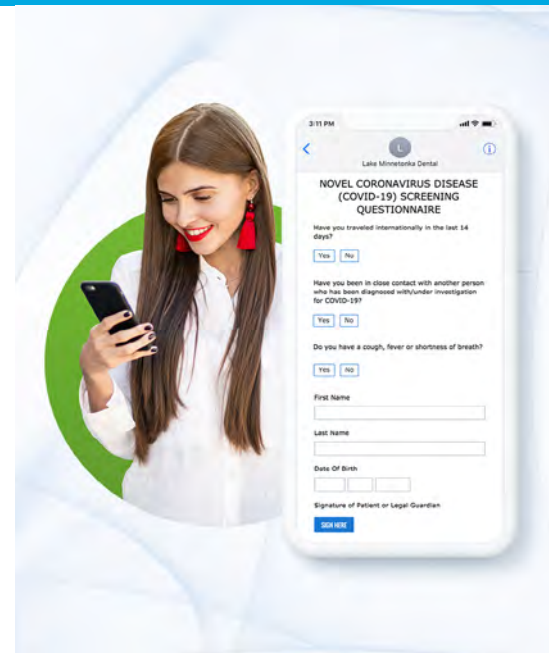 3:11 PM
L
Lake Minnetonka Dental
NOVEL CORONAVIRUS DISEASE
(COVID-19) SCREENING
QUESTIONNAIRE
Have you traveled internationally in the last 14
days?
Yes No
Have you been in close contact with another person
who has been diagnosed with/under investigation
for COVID-19?
Yes No
Do you have a cough, fever or shortness of breath?
Yes No
First Name
Last Name
Date Of Birth
Signature of Patient or Legal Guardian
SIGN HERE